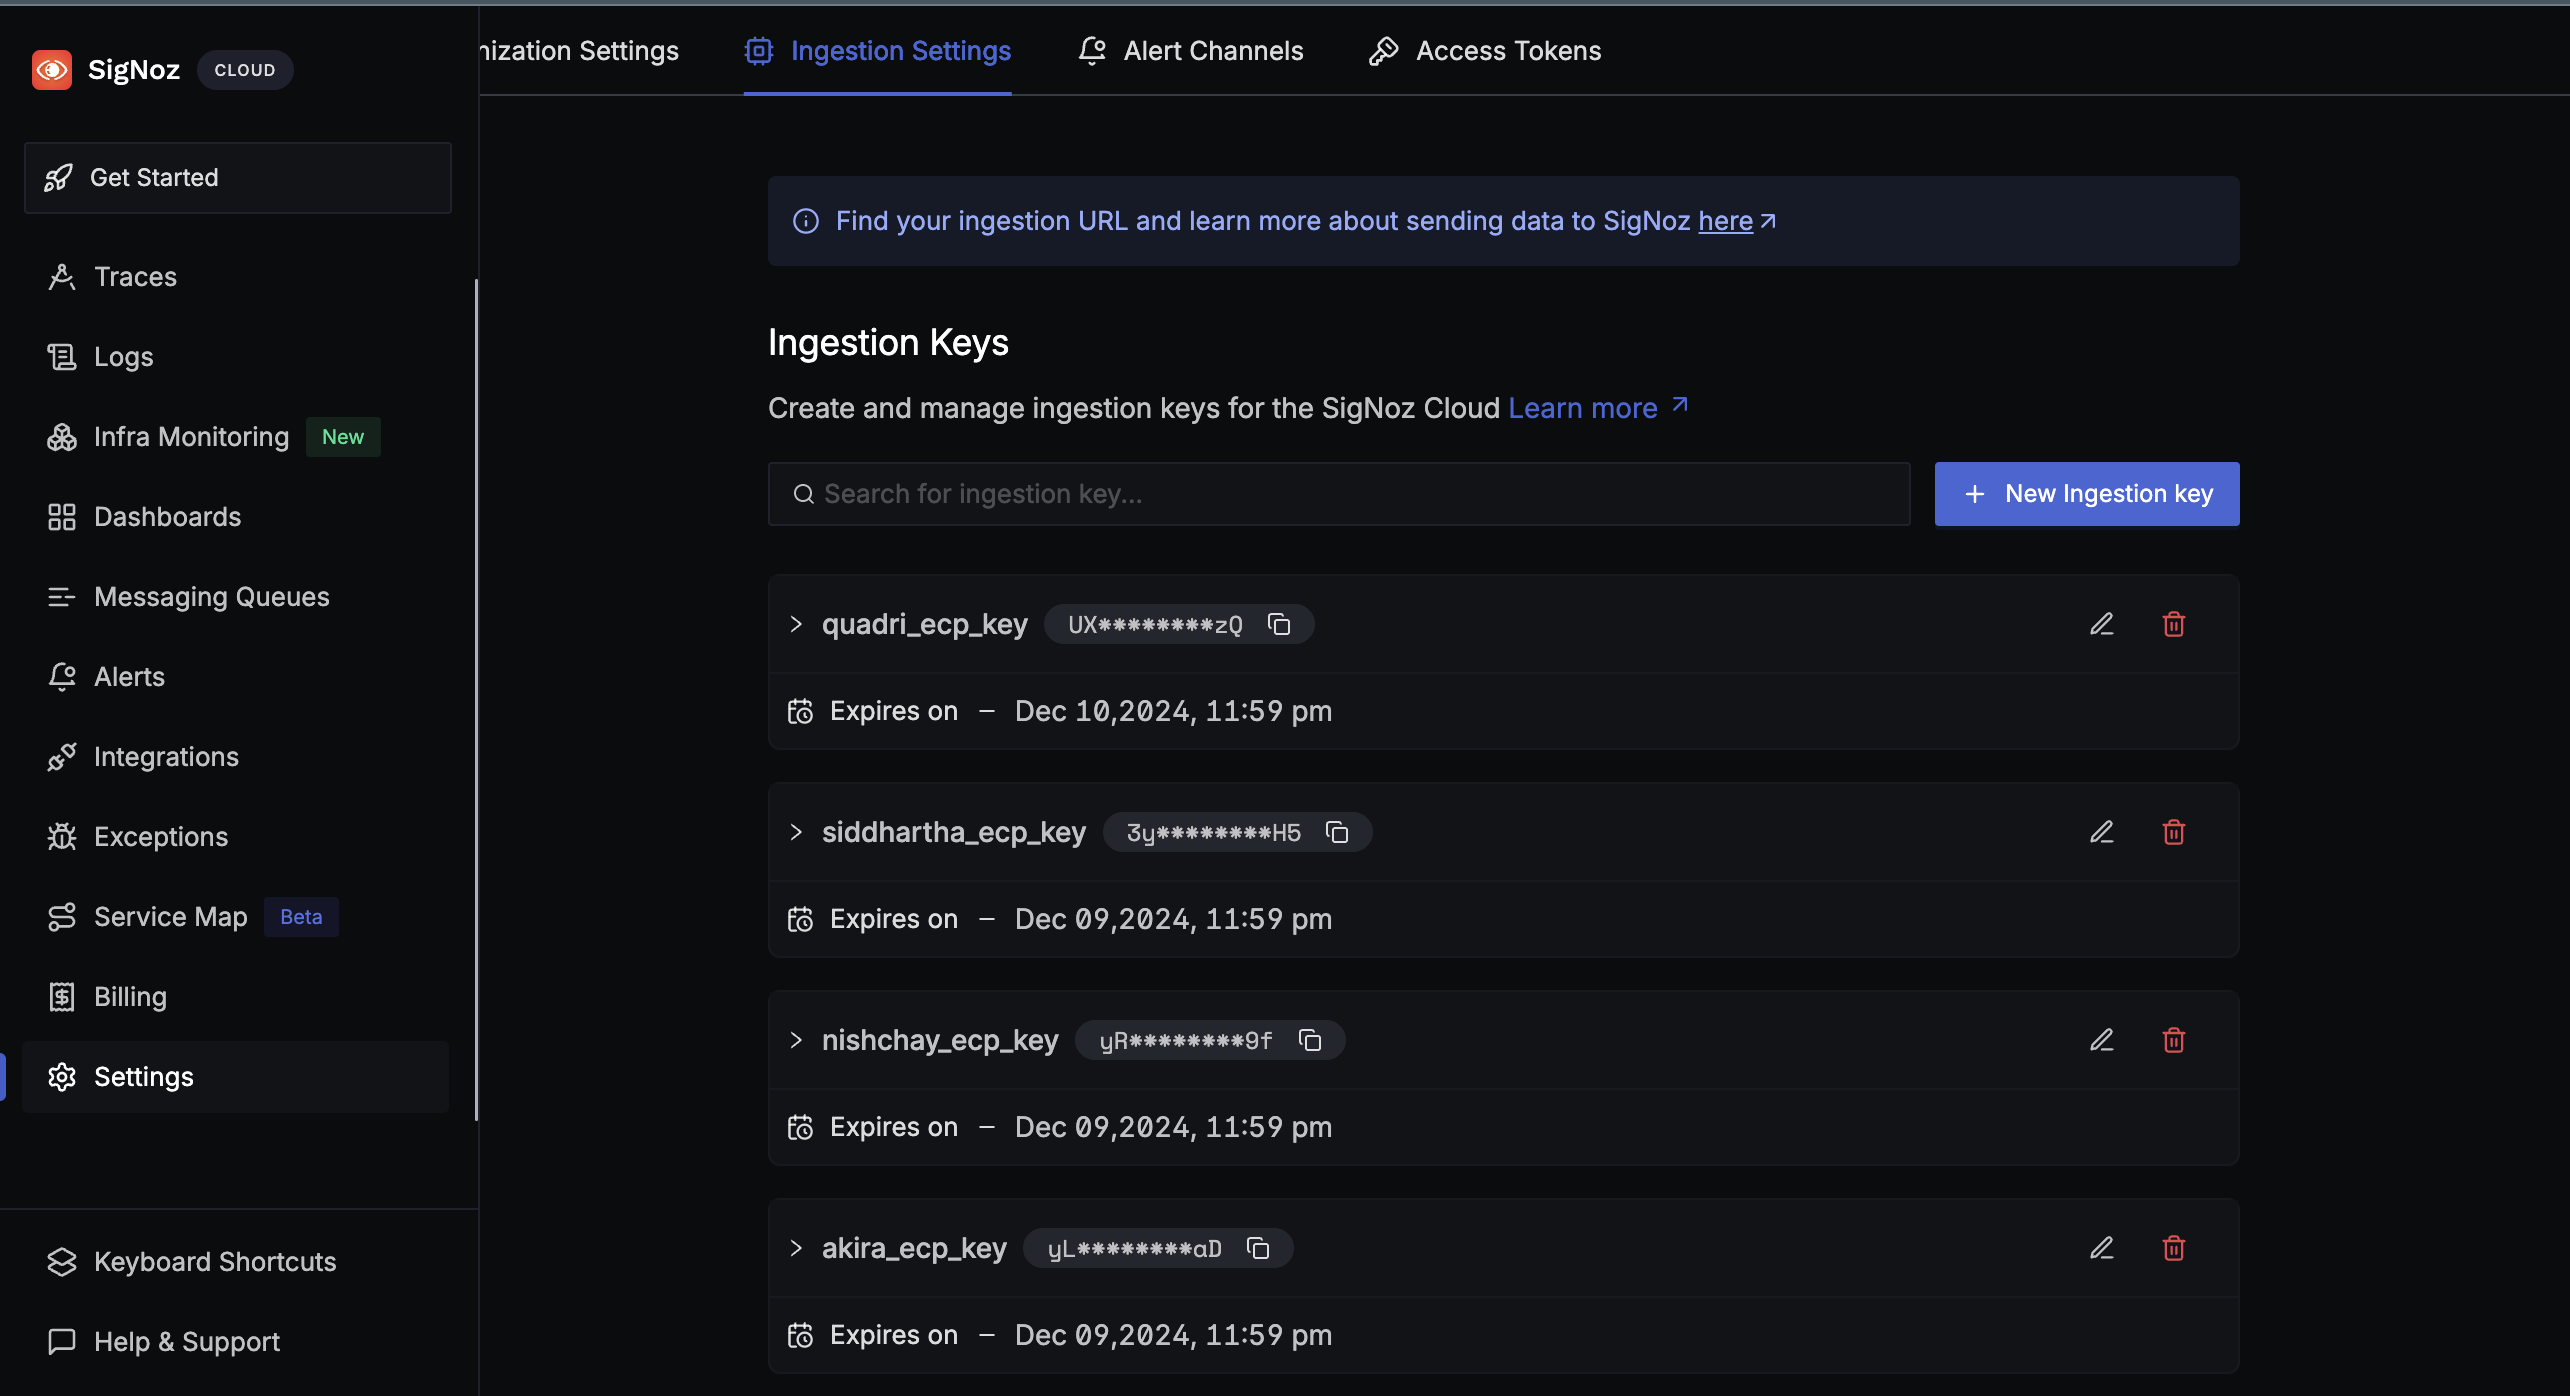 SigNoz CLOUD
Get Started
Traces
Logs
Infra Monitoring New
Dashboards
Messaging Queues
Alerts
Integrations
Exceptions
Service Map Beta
Billing
Settings
Keyboard Shortcuts
Help & Support
nization Settings Ingestion Settings Alert Channels Access Tokens
Find your ingestion URL and learn more about sending data to SigNoz here
Ingestion Keys
Create and manage ingestion keys for the SigNoz Cloud Learn more
Search for ingestion key...
New Ingestion key
quadri_ecp_key UX********zQ
Expires on – Dec 10,2024, 11:59 pm
siddhartha_ecp_key 3y********H5
Expires on – Dec 09,2024, 11:59 pm
nishchay_ecp_key yR********9f
Expires on – Dec 09,2024, 11:59 pm
akira_ecp_key yL********aD
Expires on – Dec 09,2024, 11:59 pm